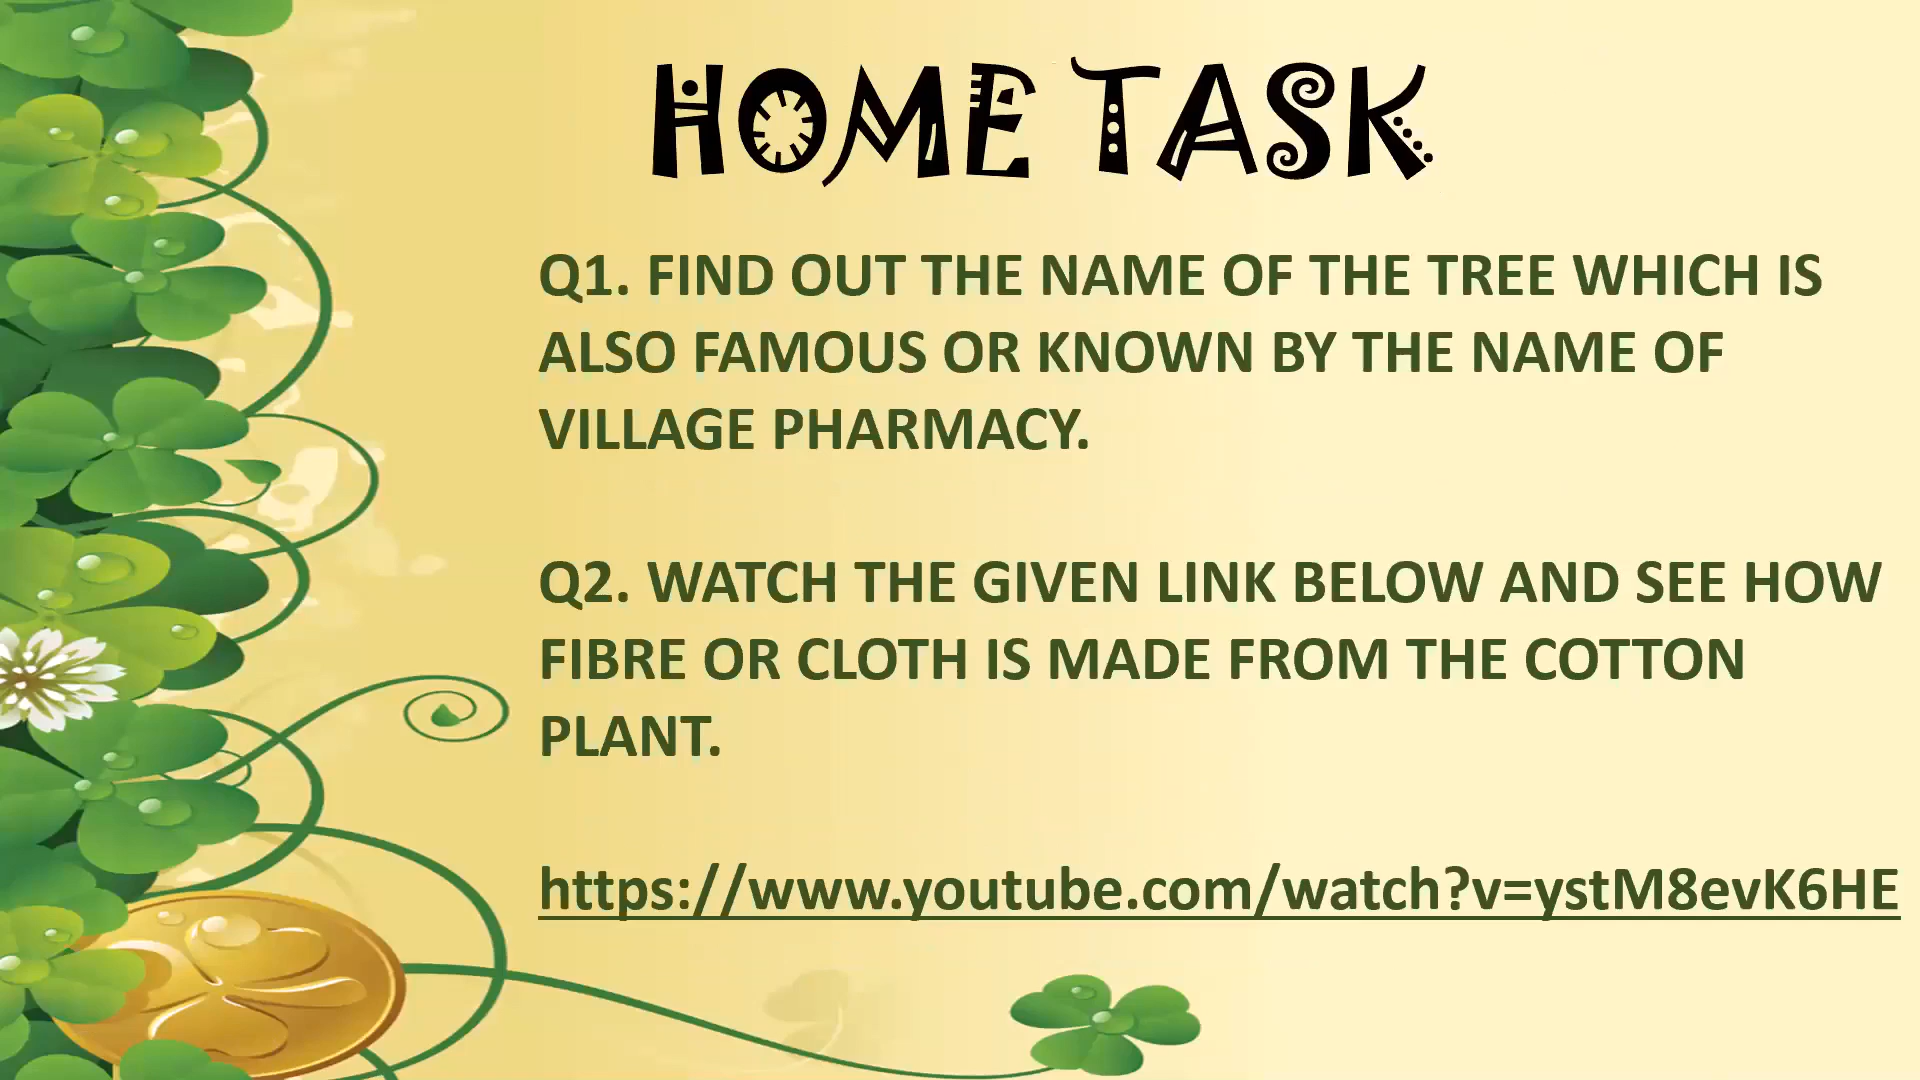 HOME TASK
Q1. FIND OUT THE NAME OF THE TREE WHICH IS
ALSO FAMOUS OR KNOWN BY THE NAME OF
VILLAGE PHARMACY.
Q2. WATCH THE GIVEN LINK BELOW AND SEE HOW
FIBRE OR CLOTH IS MADE FROM THE COTTON
PLANT.
https://www.youtube.com/watch?v=ystM8evK6HE